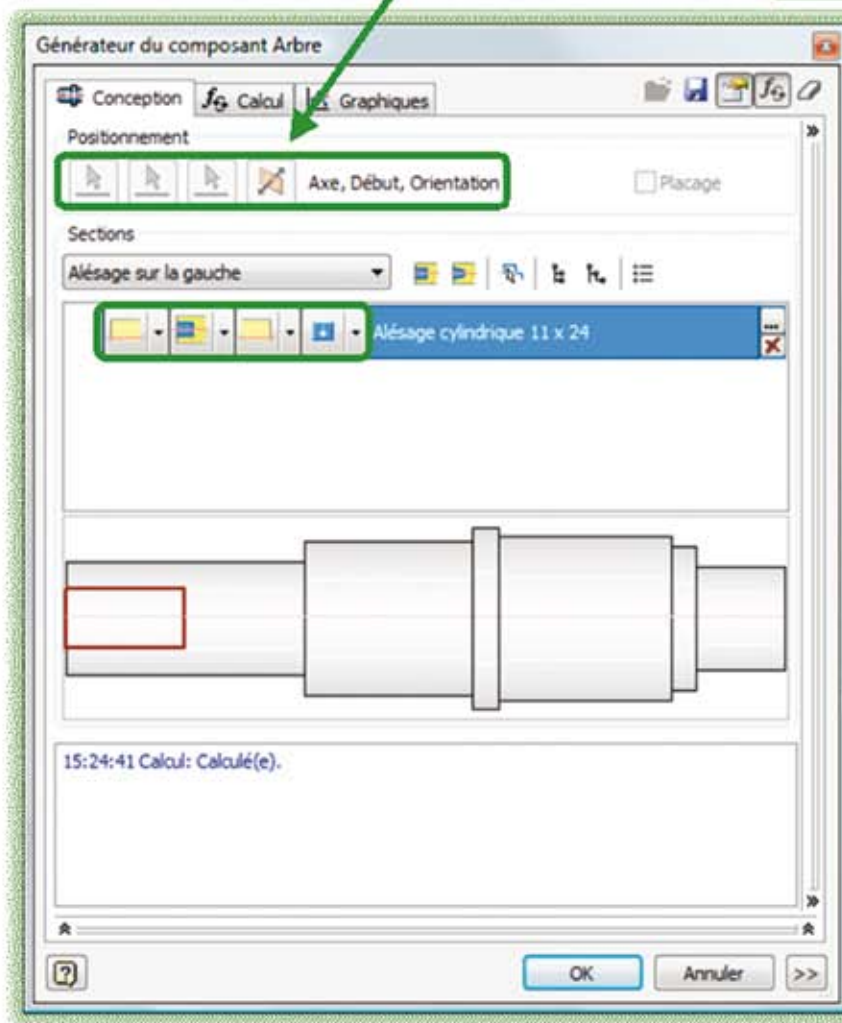 Générateur du composant Arbre
Conception fG Calcul Graphiques
Positionnement
Axe, Début, Orientation Placage
Sections
Alésage sur la gauche
Alésage cylindrique 11 x 24
15:24:41 Calcul: Calculé(e).
OK Annuler >>